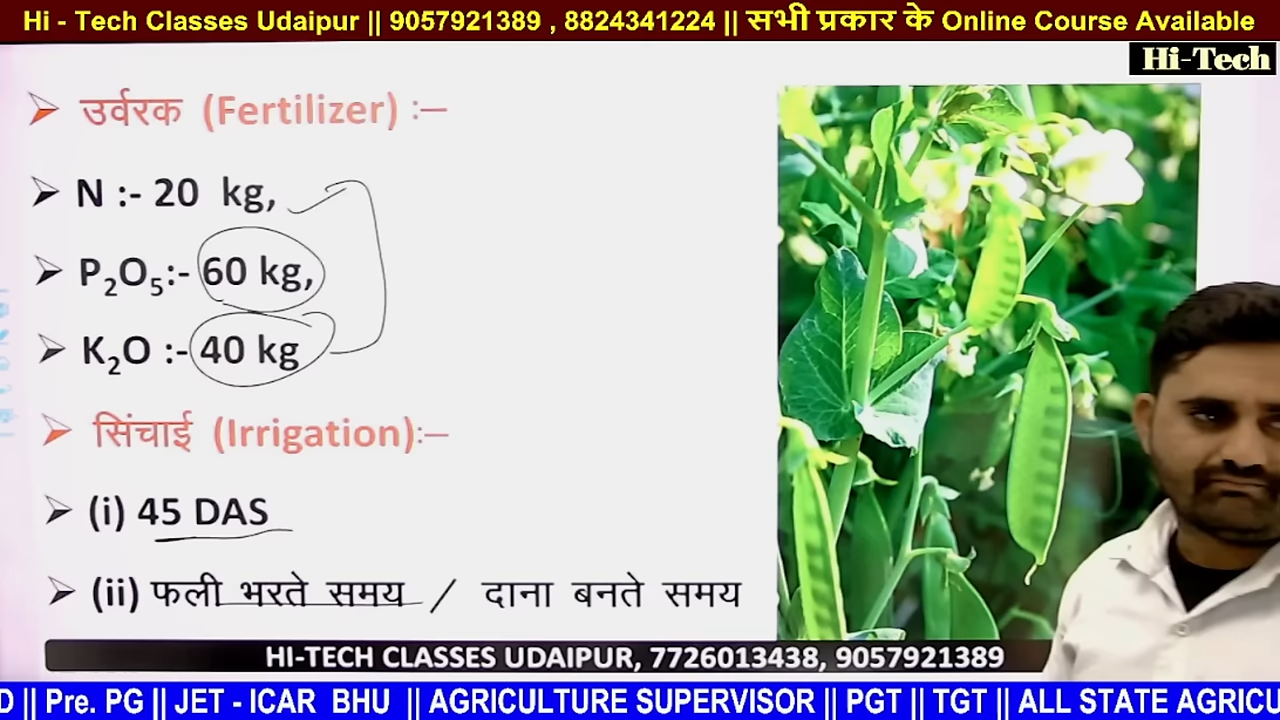 Hi - Tech Classes Udaipur || 9057921389 , 8824341224 || सभी प्रकार के Online Course Available
Hi-Tech
उर्वरक (Fertilizer) :–
N :- 20 kg,
P₂O₅:- 60 kg,
K₂O :- 40 kg
सिंचाई (Irrigation):–
(i) 45 DAS
(ii) फली भरते समय / दाना बनते समय
HI-TECH CLASSES UDAIPUR, 7726013438, 9057921389
D || Pre. PG || JET - ICAR BHU || AGRICULTURE SUPERVISOR || PGT || TGT || ALL STATE AGRICU